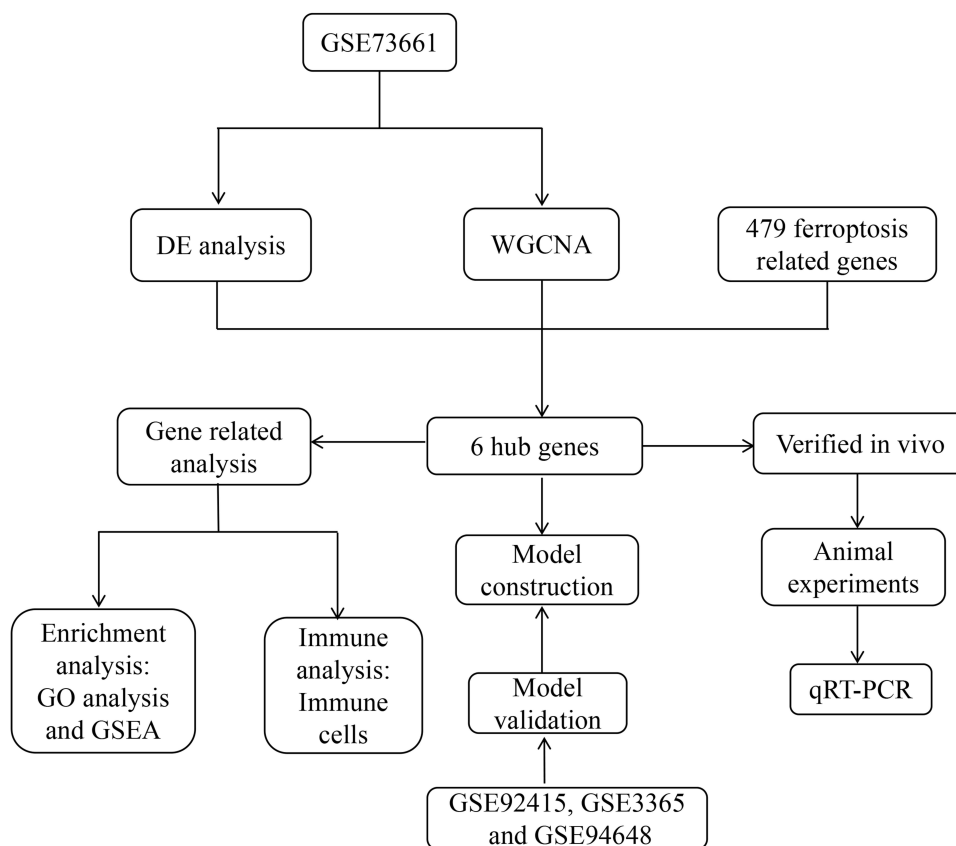 GSE73661
DE analysis
WGCNA
479 ferroptosis
related genes
Gene related
analysis
6 hub genes
Verified in vivo
Model
construction
Animal
experiments
Enrichment
analysis:
GO analysis
and GSEA
Immune
analysis:
Immune
cells
Model
validation
qRT-PCR
GSE92415, GSE3365
and GSE94648